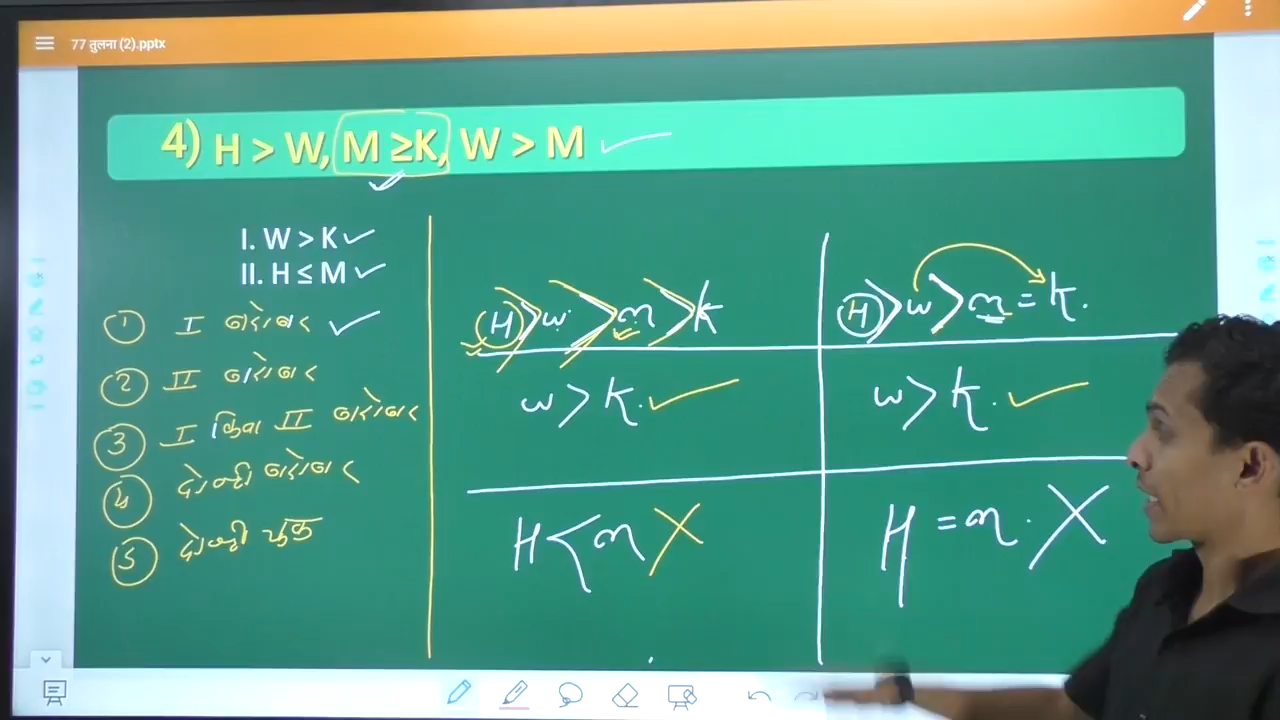 77 तुलना (2).pptx
4) H > W, M ≥K, W > M
I. W > K
II. H ≤ M
1 I बरोबर
2 II बरोबर
3 I किंवा II बरोबर
4 दोन्ही बरोबर
5 दोन्ही चूक
H > W > M > K
W > K.
H < M
H > W > M = K.
W > K.
H = M.